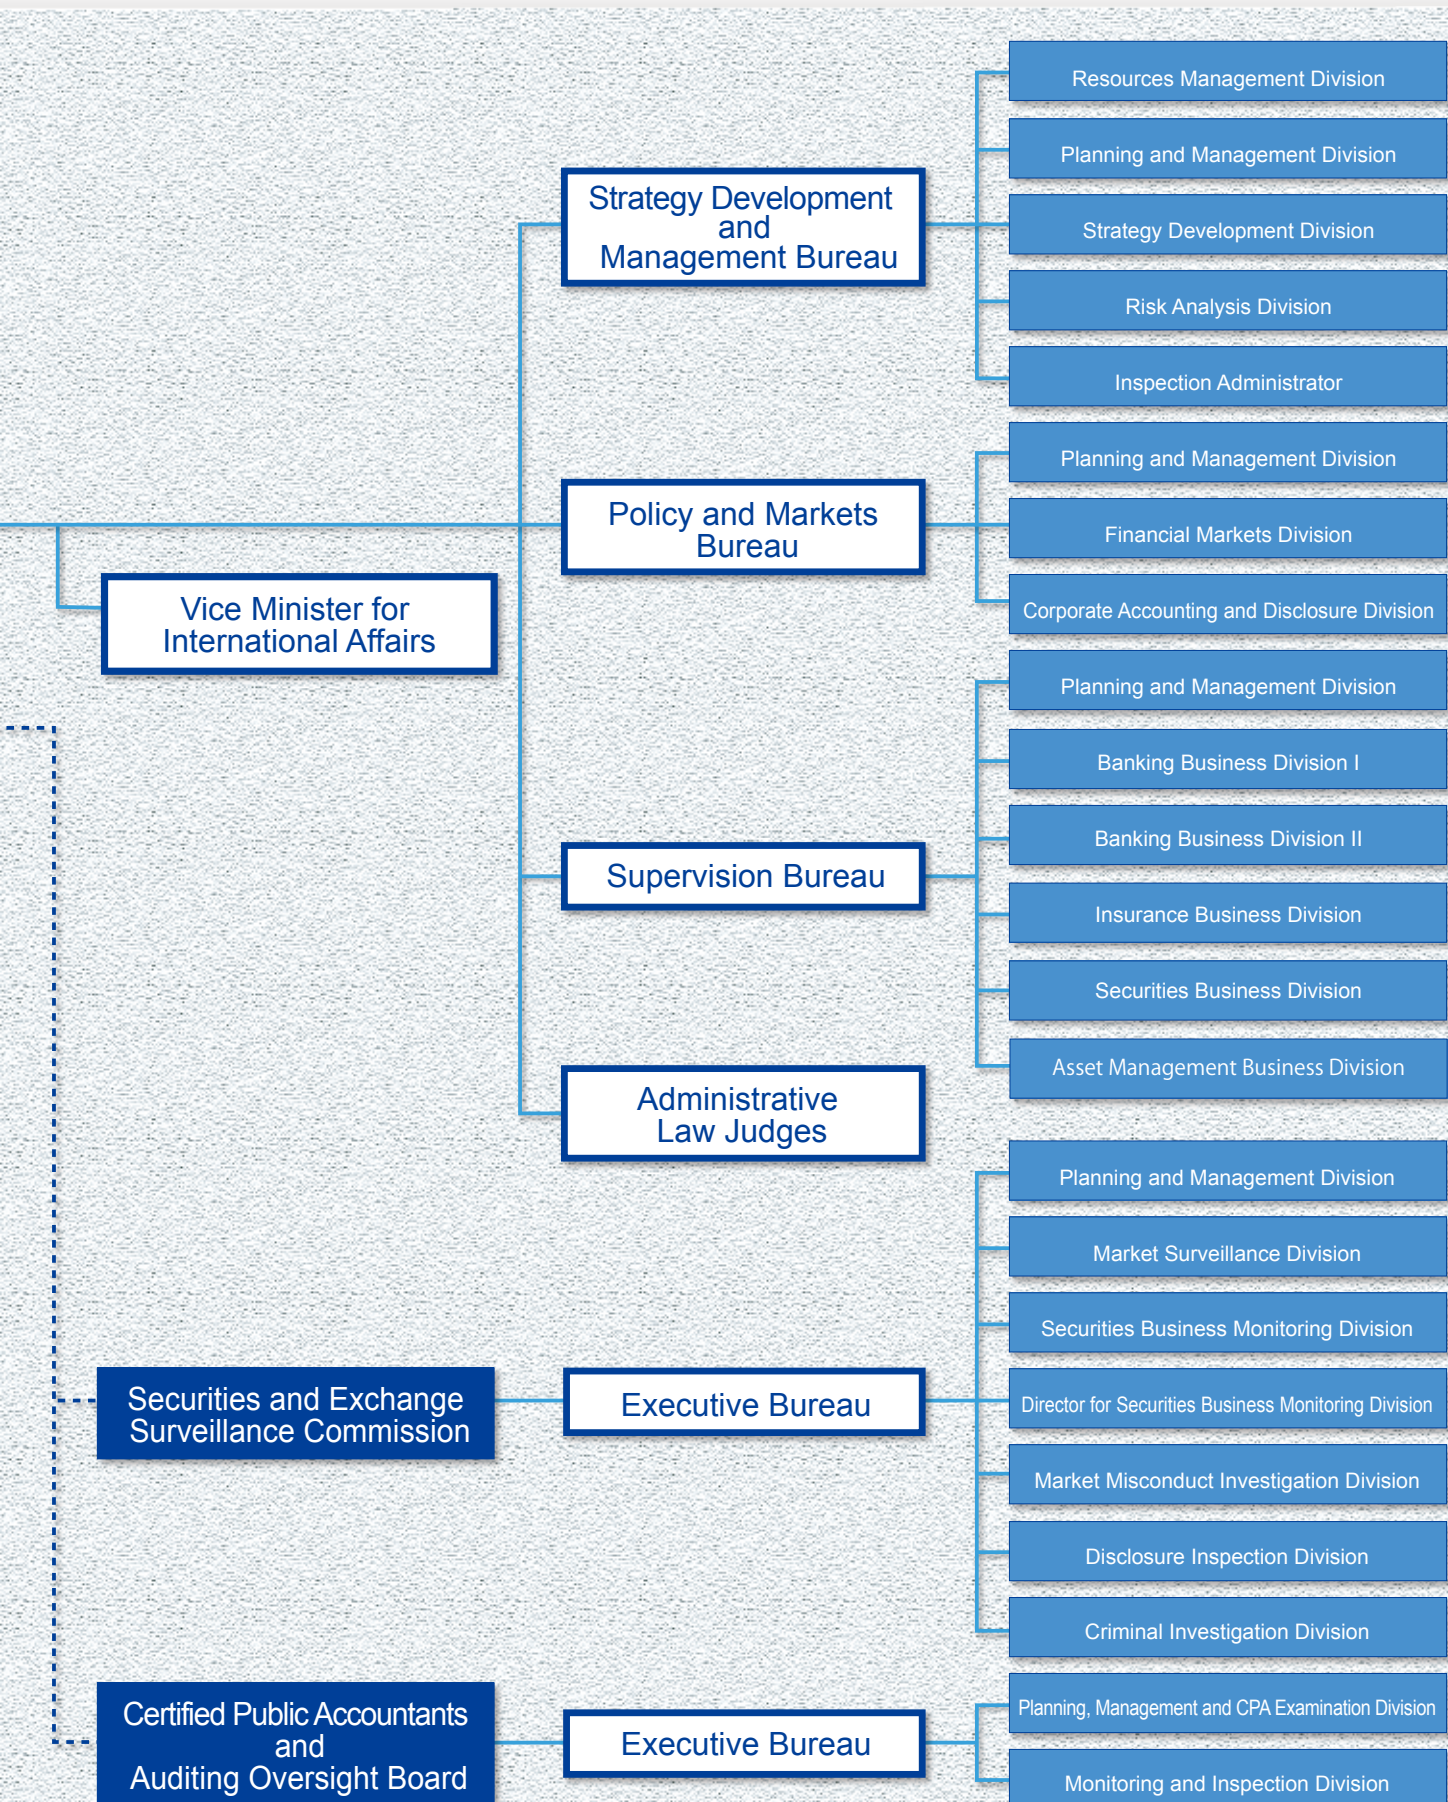 Resources Management Division
Planning and Management Division
Strategy Development
and
Management Bureau
Strategy Development Division
Risk Analysis Division
Inspection Administrator
Planning and Management Division
Policy and Markets
Bureau
Financial Markets Division
Vice Minister for
International Affairs
Corporate Accounting and Disclosure Division
Planning and Management Division
Banking Business Division I
Banking Business Division II
Supervision Bureau
Insurance Business Division
Securities Business Division
Asset Management Business Division
Administrative
Law Judges
Planning and Management Division
Market Surveillance Division
Securities Business Monitoring Division
Securities and Exchange
Surveillance Commission
Executive Bureau
Director for Securities Business Monitoring Division
Market Misconduct Investigation Division
Disclosure Inspection Division
Criminal Investigation Division
Certified Public Accountants
and
Auditing Oversight Board
Executive Bureau
Planning, Management and CPA Examination Division
Monitoring and Inspection Division